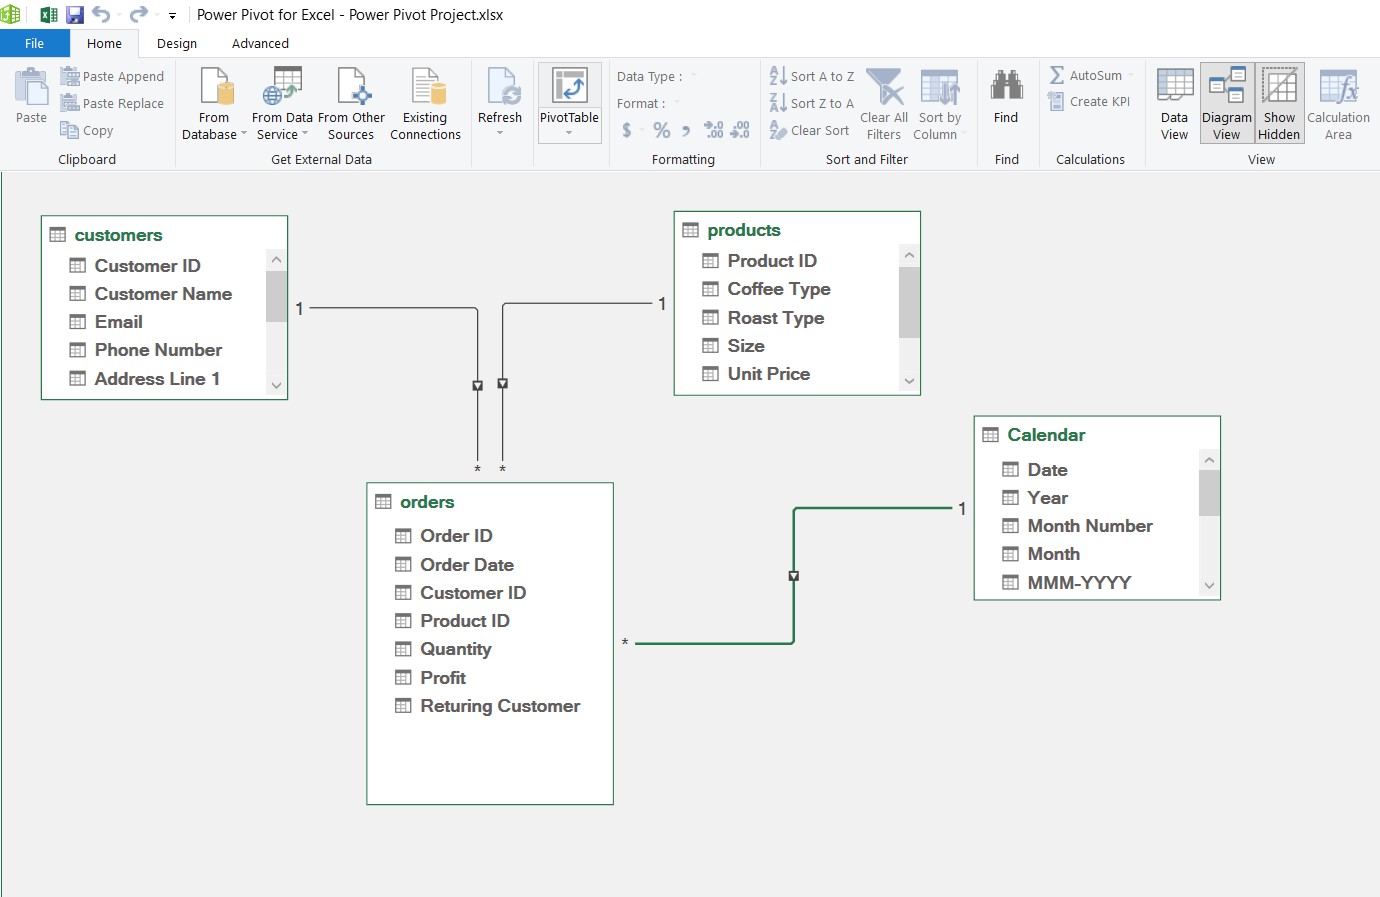 Power Pivot for Excel - Power Pivot Project.xlsx
File Home Design Advanced
Paste
Paste Append
Paste Replace
Copy
Clipboard
From Database
From Data Service
From Other Sources
Existing Connections
Get External Data
Refresh
PivotTable
Data Type :
Format :
$ % ,
.00 .00
Formatting
Sort A to Z
Sort Z to A
Clear Sort
Clear All Filters
Sort by Column
Sort and Filter
Find
Find
AutoSum
Create KPI
Calculations
Data View
Diagram View
Show Hidden
Calculation Area
View
customers
Customer ID
Customer Name
Email
Phone Number
Address Line 1
1
1
products
Product ID
Coffee Type
Roast Type
Size
Unit Price
* *
orders
Order ID
Order Date
Customer ID
Product ID
Quantity
Profit
Returing Customer
*
1
Calendar
Date
Year
Month Number
Month
MMM-YYYY